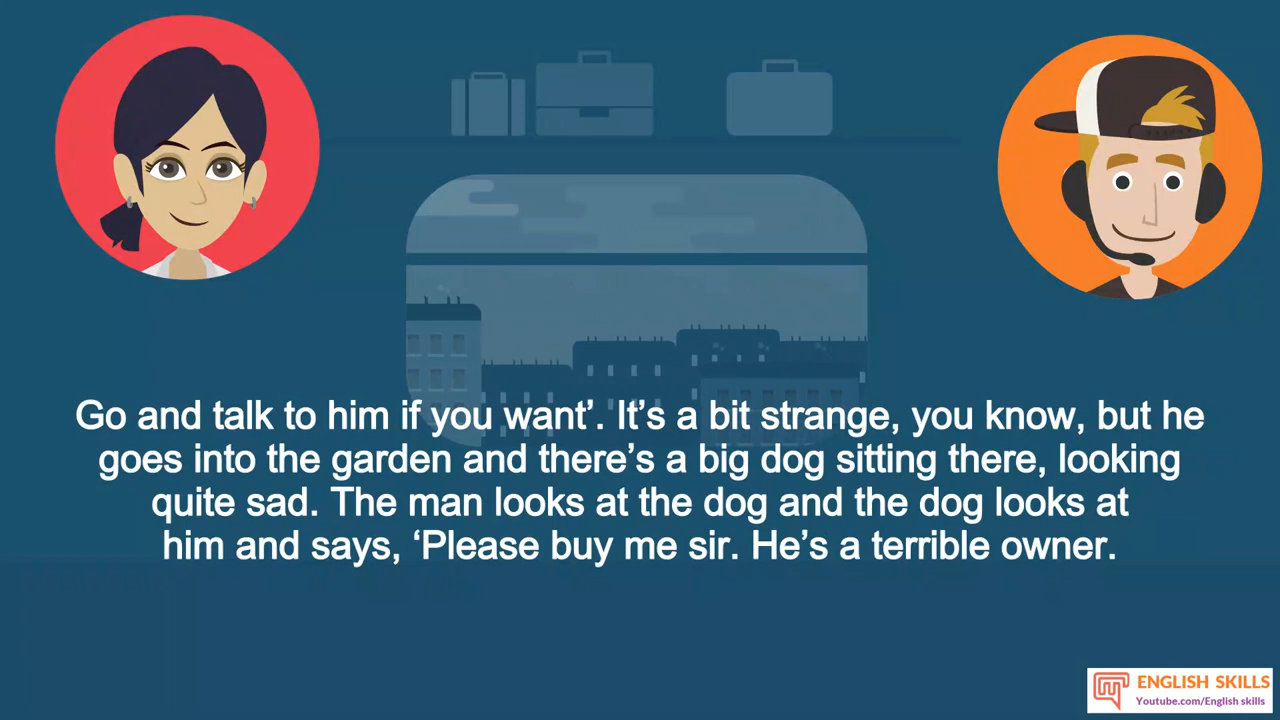 Go and talk to him if you want’. It’s a bit strange, you know, but he
goes into the garden and there’s a big dog sitting there, looking
quite sad. The man looks at the dog and the dog looks at
him and says, ‘Please buy me sir. He’s a terrible owner.
ENGLISH SKILLS
Youtube.com/English skills